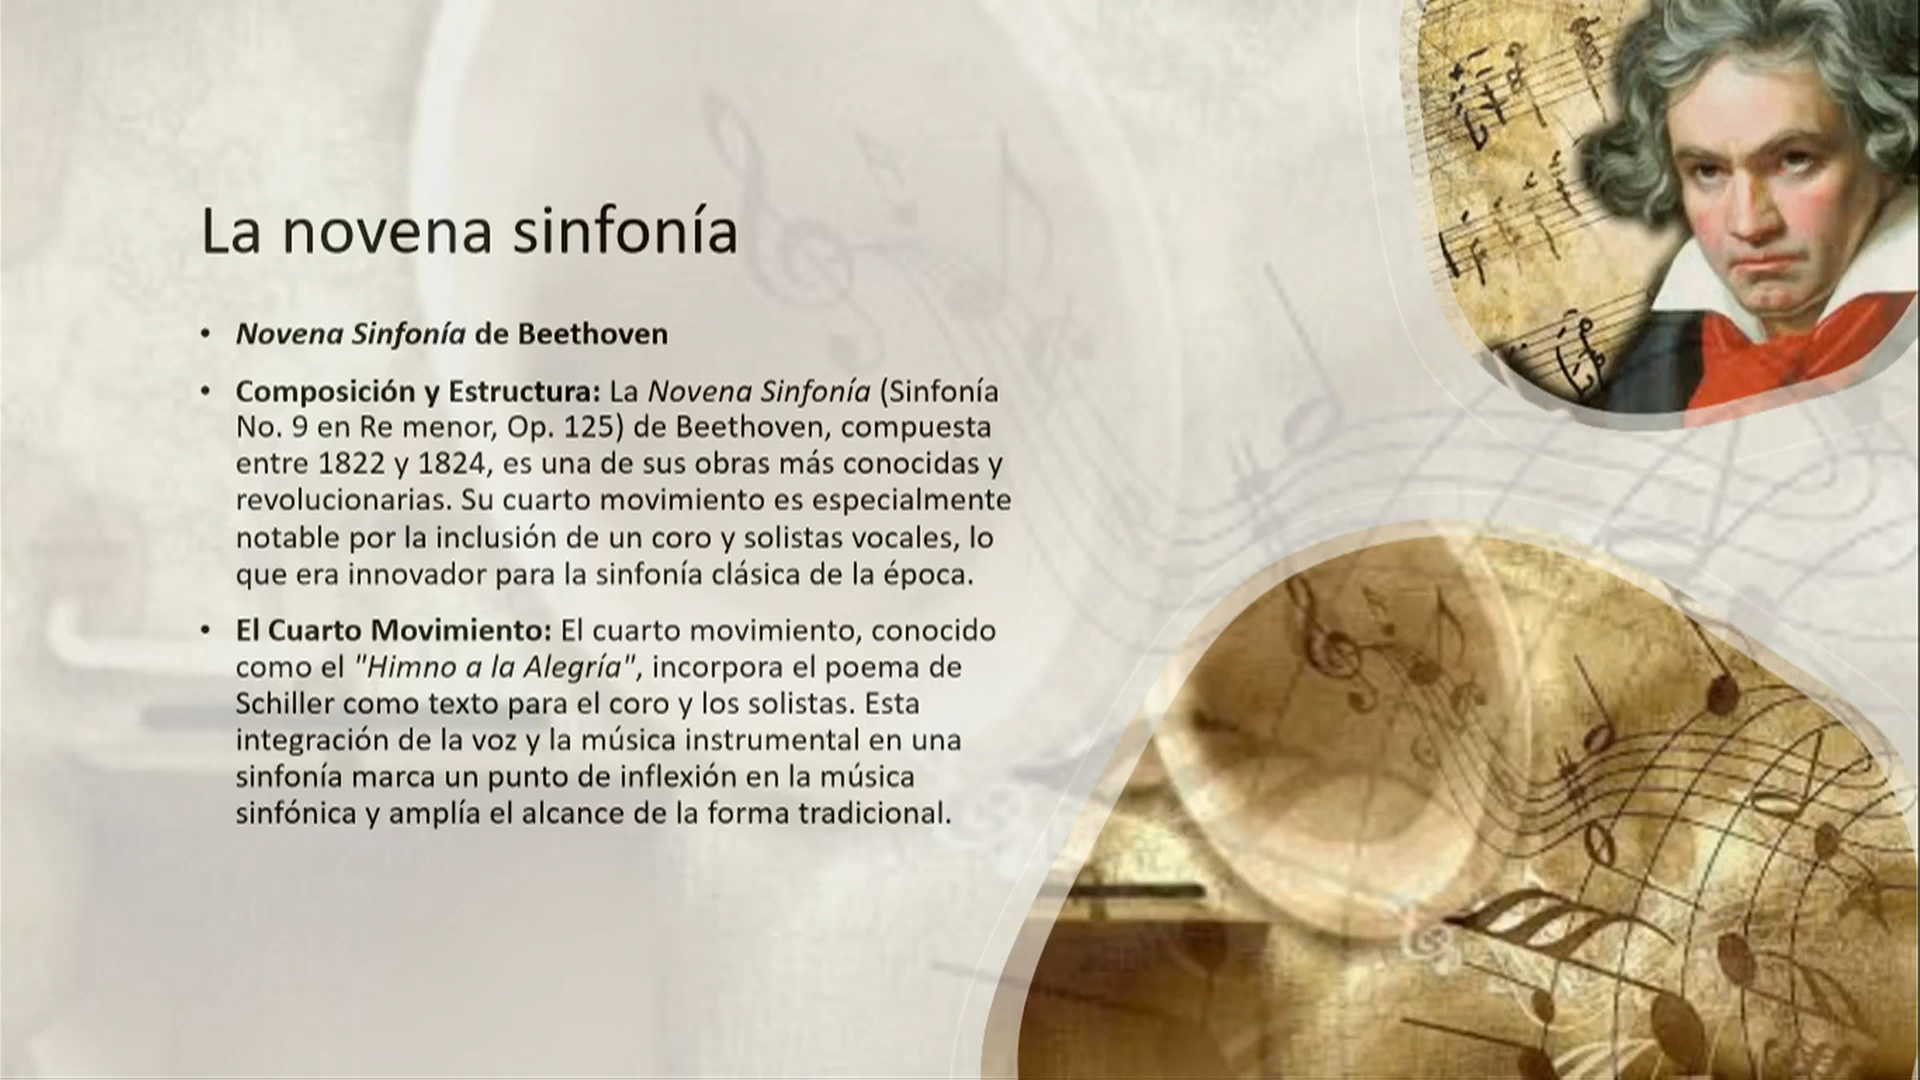 La novena sinfonía
• Novena Sinfonía de Beethoven
• Composición y Estructura: La Novena Sinfonía (Sinfonía
No. 9 en Re menor, Op. 125) de Beethoven, compuesta
entre 1822 y 1824, es una de sus obras más conocidas y
revolucionarias. Su cuarto movimiento es especialmente
notable por la inclusión de un coro y solistas vocales, lo
que era innovador para la sinfonía clásica de la época.
• El Cuarto Movimiento: El cuarto movimiento, conocido
como el "Himno a la Alegría", incorpora el poema de
Schiller como texto para el coro y los solistas. Esta
integración de la voz y la música instrumental en una
sinfonía marca un punto de inflexión en la música
sinfónica y amplía el alcance de la forma tradicional.